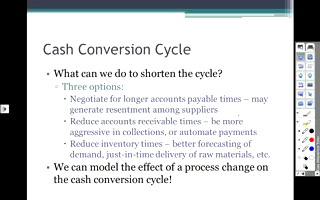 Cash Conversion Cycle
• What can we do to shorten the cycle?
▫ Three options:
▪ Negotiate for longer accounts payable times – may
generate resentment among suppliers
▪ Reduce accounts receivable times – be more
aggressive in collections, or automate payments
▪ Reduce inventory times – better forecasting of
demand, just-in-time delivery of raw materials, etc.
• We can model the effect of a process change on
the cash conversion cycle!